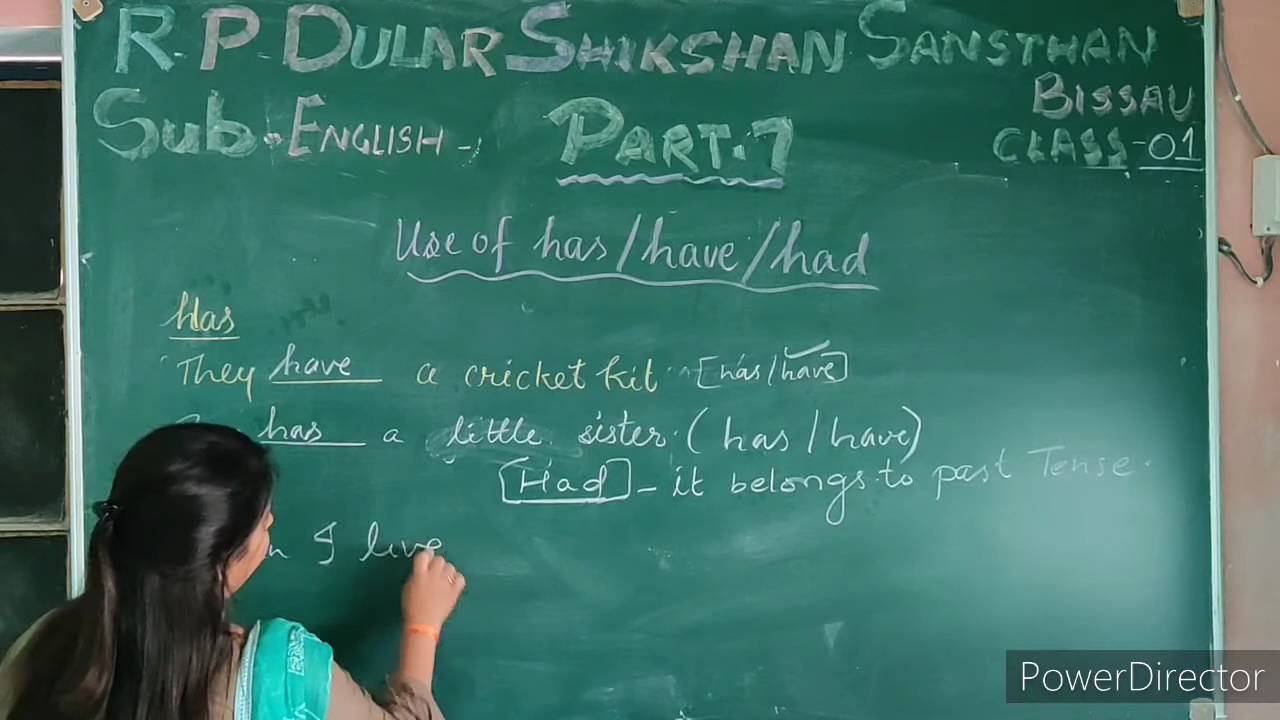 R.P DULAR SHIKSHAN SANSTHAN
BISSAU
Sub. ENGLISH - PART.7 CLASS-01
Use of has/have/had
Has
They have a cricket kit [has/have]
has a little sister. (has/have)
[Had] - it belongs to past Tense.
I live
PowerDirector